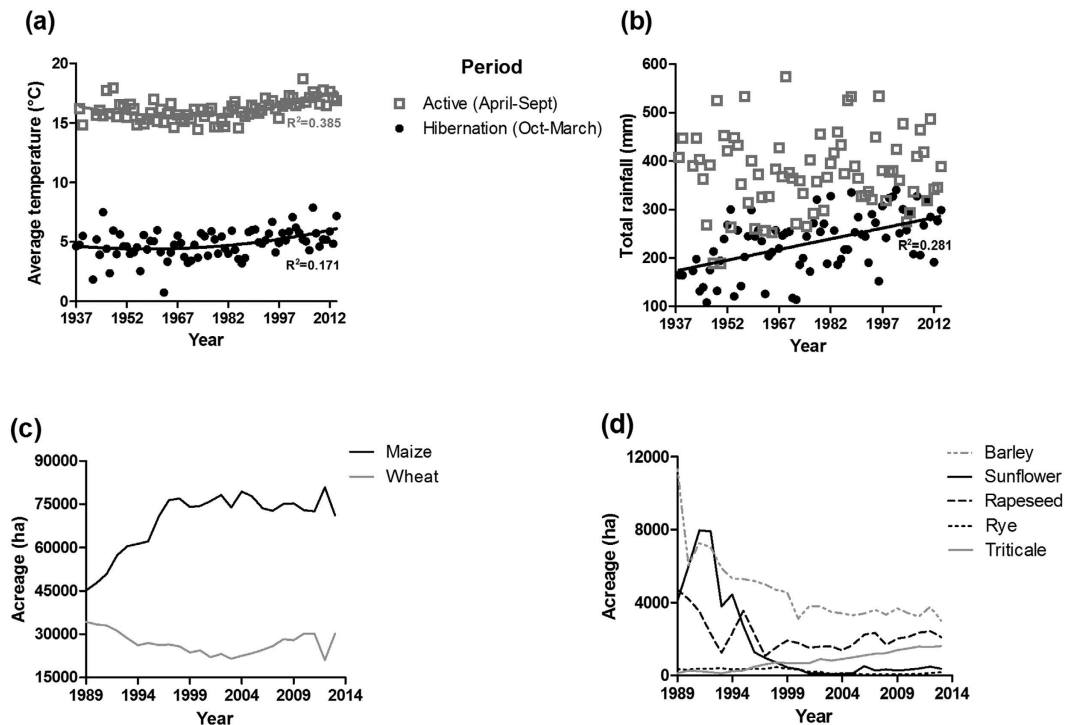 (a)
20
15
10
5
0
Average temperature (°C)
R²=0.385
R²=0.171
1937 1952 1967 1982 1997 2012
Year
Period
Active (April-Sept)
Hibernation (Oct-March)
(b)
600
500
400
300
200
100
Total rainfall (mm)
R²=0.281
1937 1952 1967 1982 1997 2012
Year
(c)
Maize
Wheat
90000
75000
60000
45000
30000
15000
Acreage (ha)
1989 1994 1999 2004 2009 2014
Year
(d)
Barley
Sunflower
Rapeseed
Rye
Triticale
12000
8000
4000
0
Acreage (ha)
1989 1994 1999 2004 2009 2014
Year